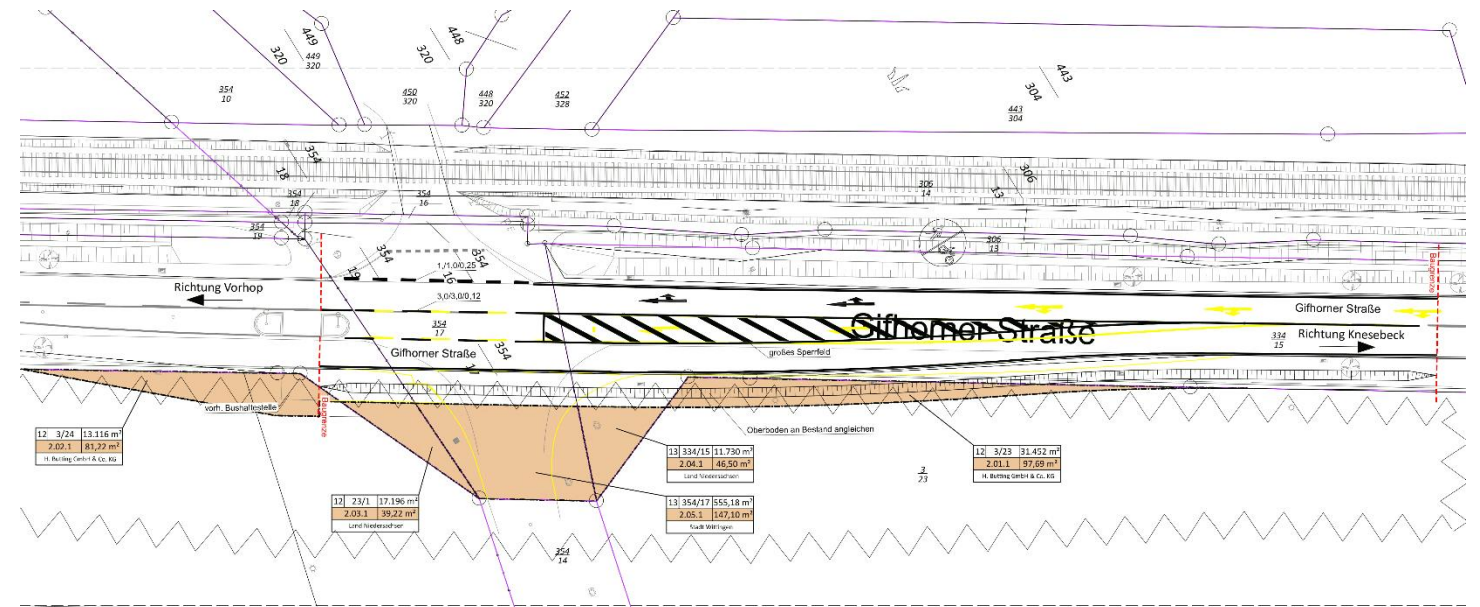 449
320
449
320
448
320
443
304
354
10
450
320
448
320
452
328
443
304
354
18
354
18
354
16
306
14
306
13
354
19
306
13
354
19
354
16
1,/1.0/0,25
Baugrenze
Richtung Vorhop
3,0/3,0/0,12
Gifhorner Straße
354
17
Gifhorner Straße
Richtung Knesebeck
334
15
Gifhorner Straße
354
17
großes Sperrfeld
vorh. Bushaltestelle
Baugrenze
Oberboden an Bestand angleichen
12 3/24 13.116 m²
2.02.1 81,22 m²
H. Butting GmbH & Co. KG
13 334/15 11.730 m²
2.04.1 46,50 m²
Land Niedersachsen
12 3/23 31.452 m²
2.01.1 97,69 m²
H. Butting GmbH & Co. KG
3
23
12 23/1 17.196 m²
2.03.1 39,22 m²
Land Niedersachsen
13 354/17 555,18 m²
2.05.1 147,10 m²
Stadt Wittingen
354
14